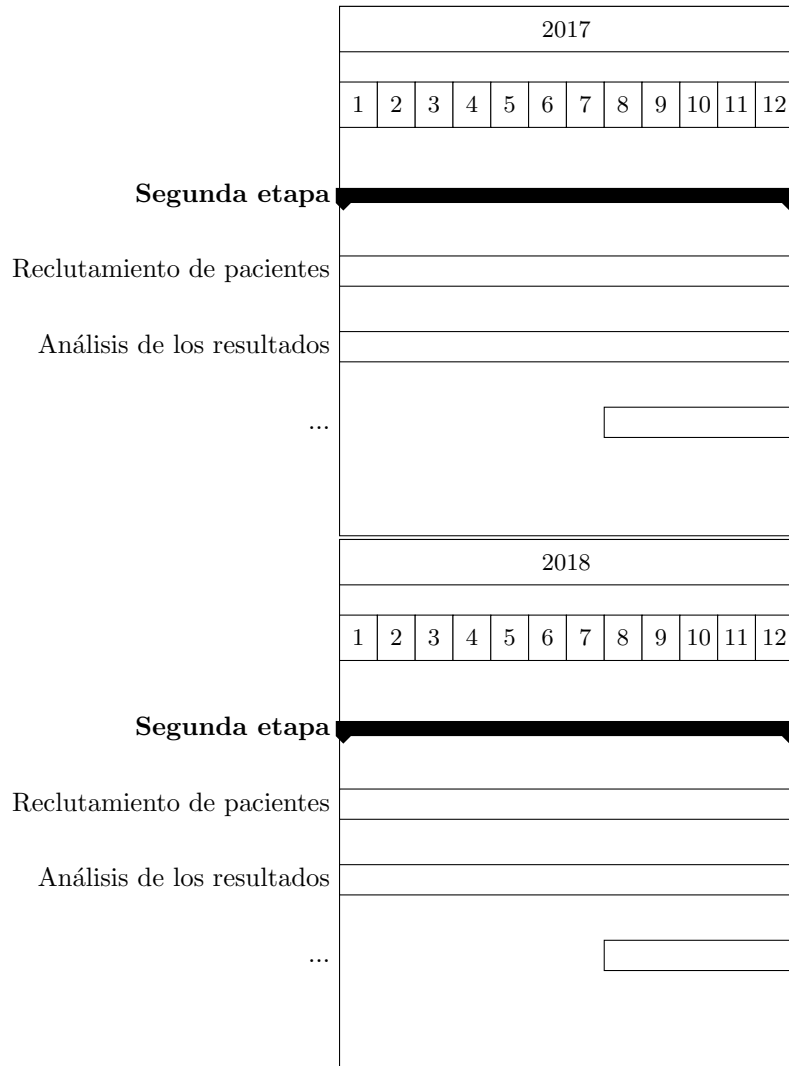 2017
1 2 3 4 5 6 7 8 9 10 11 12
Segunda etapa
Reclutamiento de pacientes
Análisis de los resultados
...
2018
1 2 3 4 5 6 7 8 9 10 11 12
Segunda etapa
Reclutamiento de pacientes
Análisis de los resultados
...